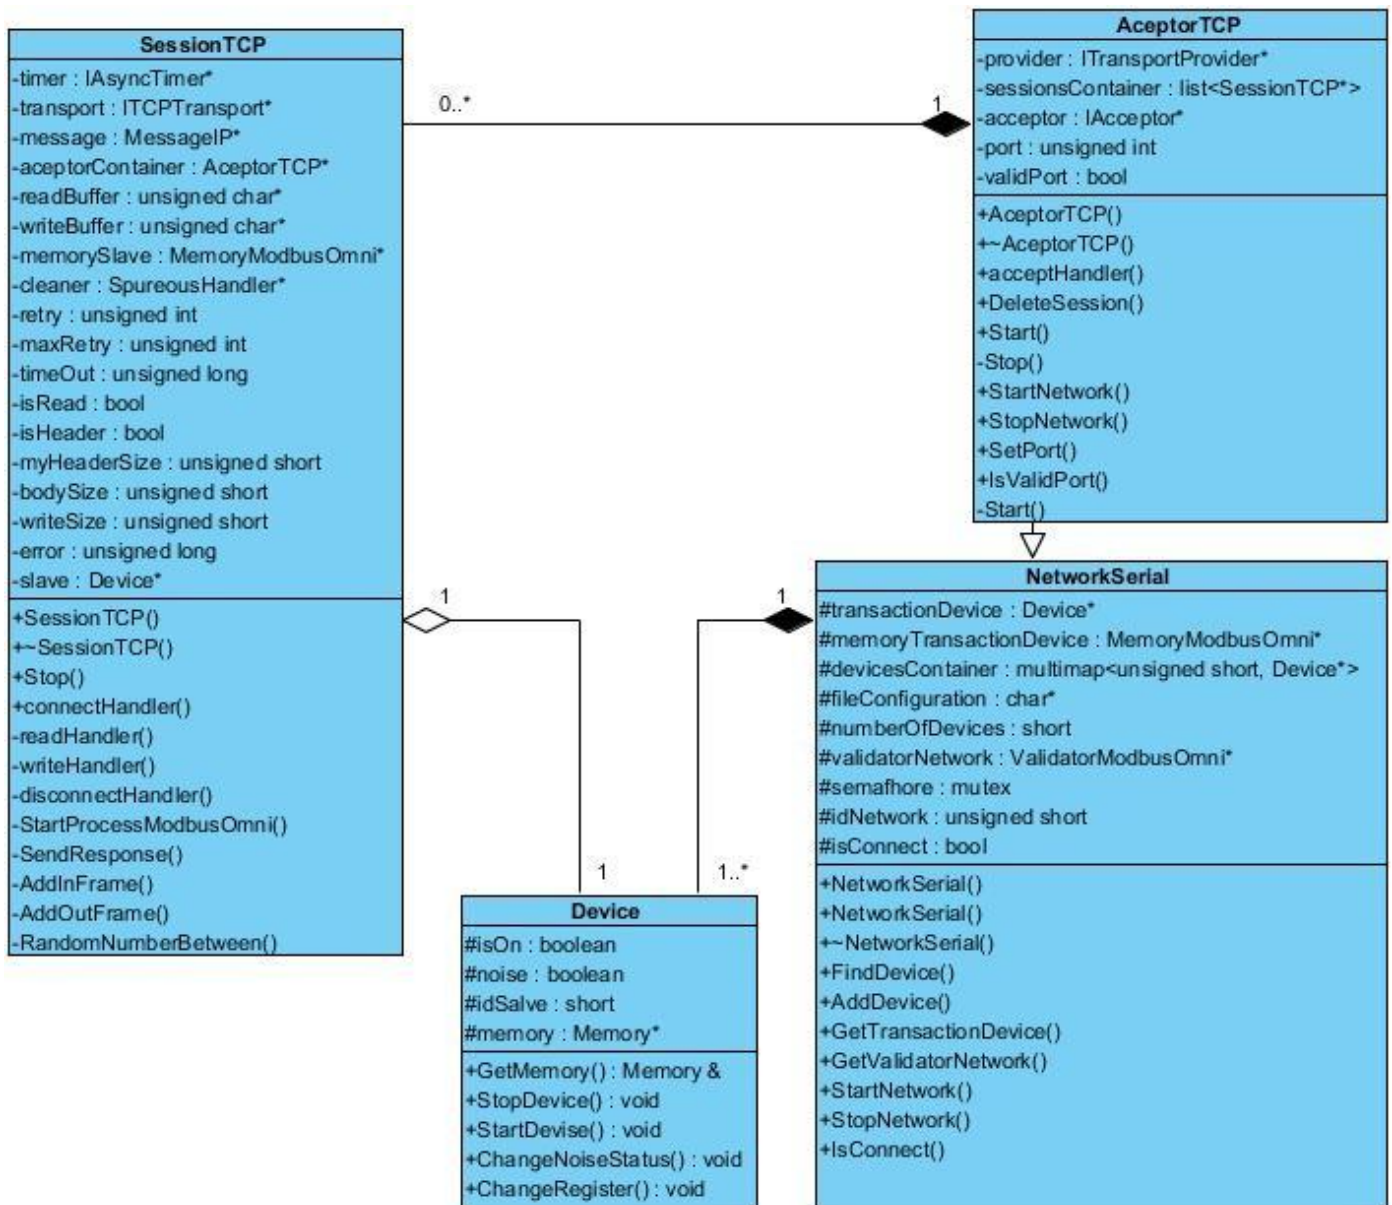 SessionTCP
-timer : IAsyncTimer*
-transport : ITCPTransport*
-message : MessageIP*
-aceptorContainer : AceptorTCP*
-readBuffer : unsigned char*
-writeBuffer : unsigned char*
-memorySlave : MemoryModbusOmni*
-cleaner : SpureousHandler*
-retry : unsigned int
-maxRetry : unsigned int
-timeOut : unsigned long
-isRead : bool
-isHeader : bool
-myHeaderSize : unsigned short
-bodySize : unsigned short
-writeSize : unsigned short
-error : unsigned long
-slave : Device*
+SessionTCP()
+~SessionTCP()
+Stop()
+connectHandler()
-readHandler()
-writeHandler()
-disconnectHandler()
-StartProcessModbusOmni()
-SendResponse()
-AddInFrame()
-AddOutFrame()
-RandomNumberBetween()
0..*
1
AceptorTCP
-provider : ITransportProvider*
-sessionsContainer : list<SessionTCP*>
-acceptor : IAcceptor*
-port : unsigned int
-validPort : bool
+AceptorTCP()
+~AceptorTCP()
+acceptHandler()
+DeleteSession()
+Start()
-Stop()
+StartNetwork()
+StopNetwork()
+SetPort()
+IsValidPort()
-Start()
1
1
1
1..*
Device
#isOn : boolean
#noise : boolean
#idSalve : short
#memory : Memory*
+GetMemory() : Memory &
+StopDevice() : void
+StartDevise() : void
+ChangeNoiseStatus() : void
+ChangeRegister() : void
NetworkSerial
#transactionDevice : Device*
#memoryTransactionDevice : MemoryModbusOmni*
#devicesContainer : multimap<unsigned short, Device*>
#fileConfiguration : char*
#numberOfDevices : short
#validatorNetwork : ValidatorModbusOmni*
#semafhore : mutex
#idNetwork : unsigned short
#isConnect : bool
+NetworkSerial()
+NetworkSerial()
+~NetworkSerial()
+FindDevice()
+AddDevice()
+GetTransactionDevice()
+GetValidatorNetwork()
+StartNetwork()
+StopNetwork()
+IsConnect()